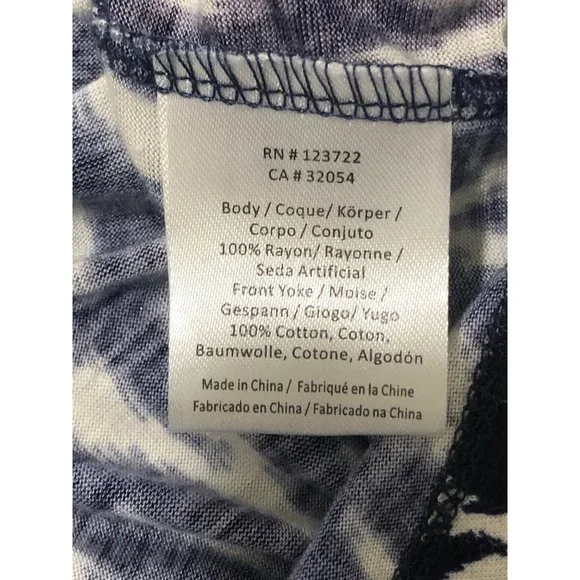 RN # 123722
CA # 32054
Body / Coque/ Körper /
Corpo / Conjuto
100% Rayon/ Rayonne /
Seda Artificial
Front Yoke / Moise /
Gespann / Giogo/ Yugo
100% Cotton, Coton,
Baumwolle, Cotone, Algodón
Made in China / Fabriqué en la Chine
Fabricado en China / Fabricado na China